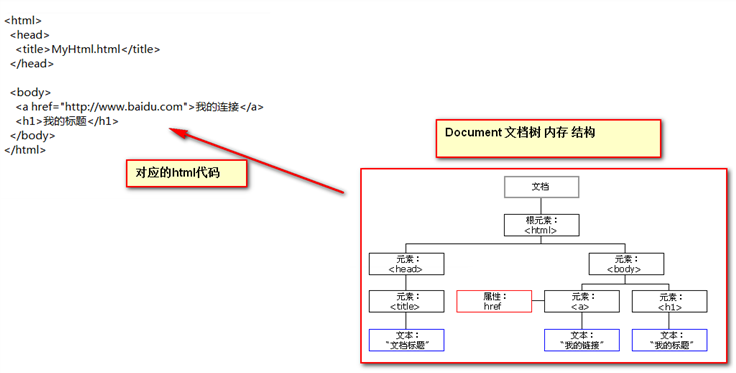 <html>
<head>
<title>MyHtml.html</title>
</head>
<body>
<a href="http://www.baidu.com">我的连接</a>
<h1>我的标题</h1>
</body>
</html>
对应的html代码
Document 文档树 内存 结构
文档
根元素：
<html>
元素：
<head>
元素：
<body>
元素：
<title>
属性：
href
元素：
<a>
元素：
<h1>
文本：
“文档标题”
文本：
“我的链接”
文本：
“我的标题”